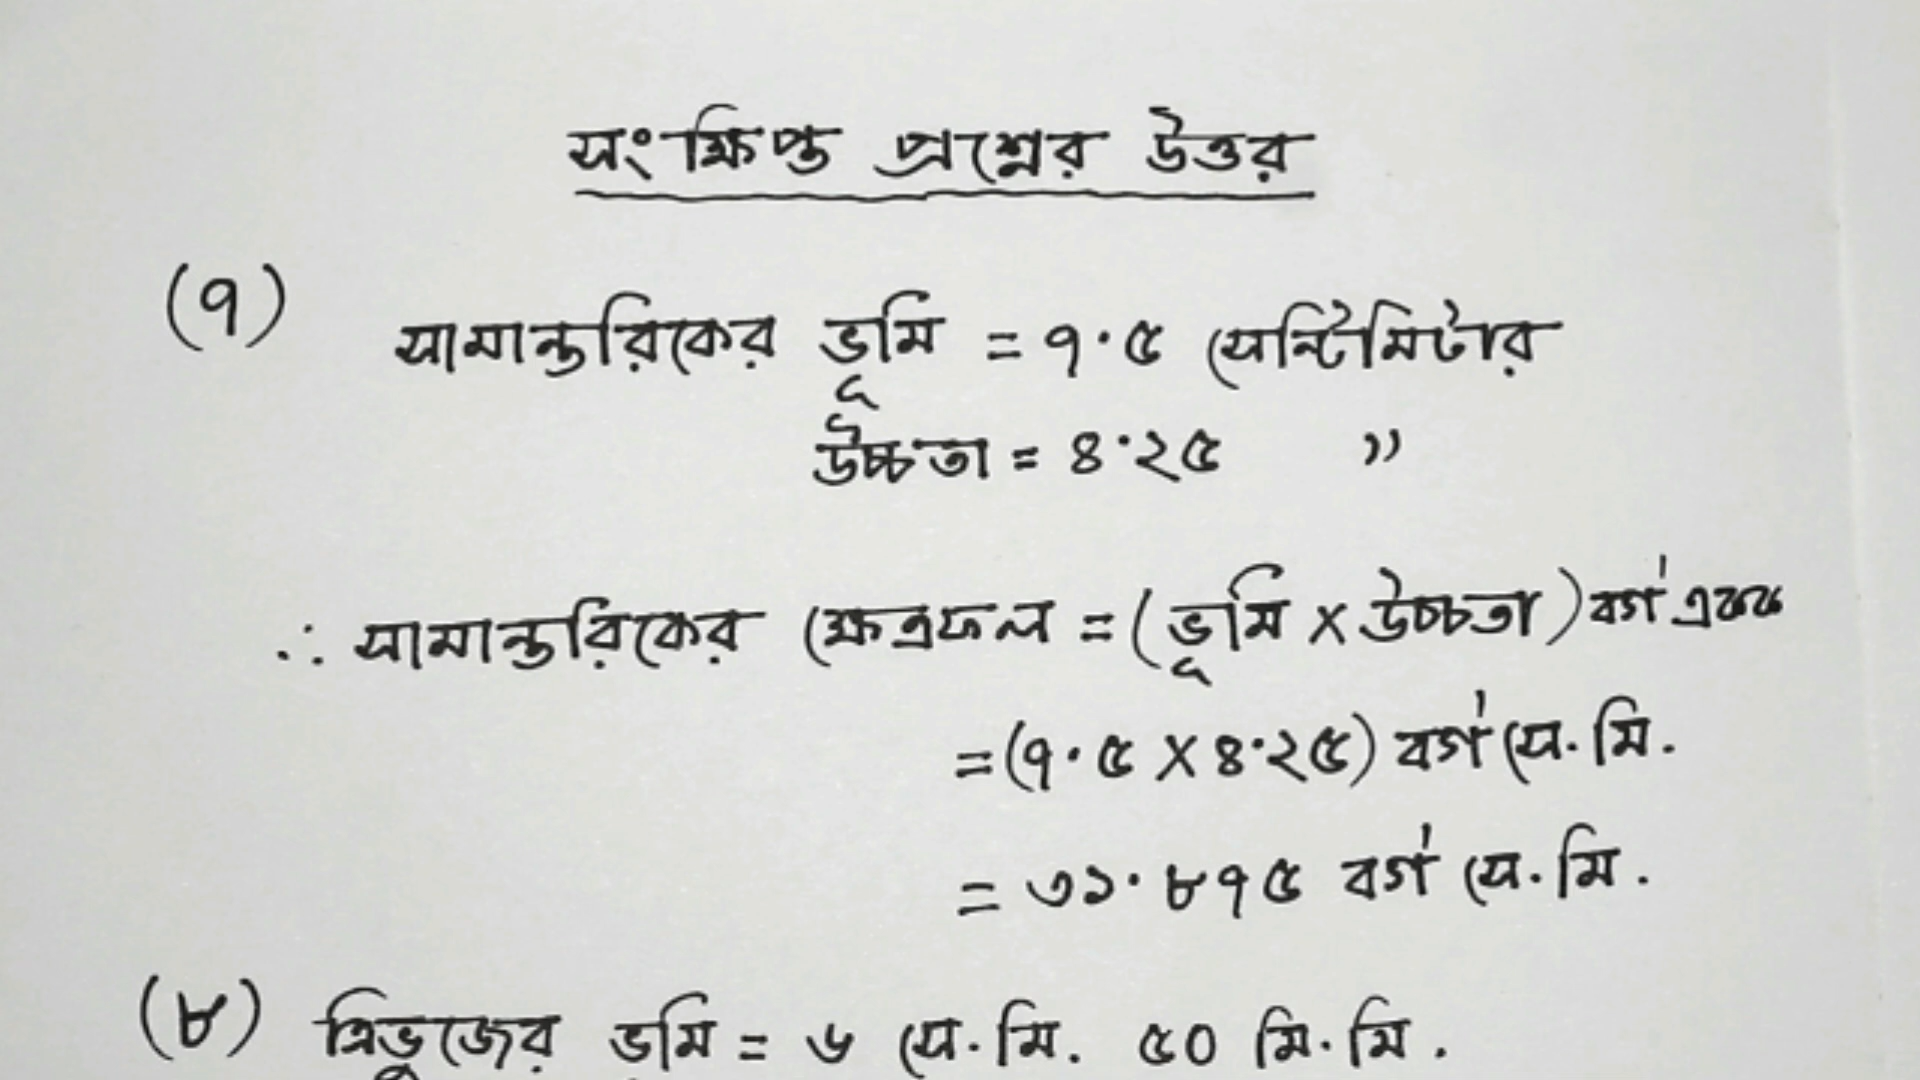 সংক্ষিপ্ত প্রশ্নের উত্তর
(৭)
সামান্তরিকের ভূমি = ৭.৫ সেন্টিমিটার
উচ্চতা = ৪.২৫ "
∴ সামান্তরিকের ক্ষেত্রফল = (ভূমি × উচ্চতা) বর্গ একক
= (৭.৫ × ৪.২৫) বর্গ সে. মি.
= ৩১.৮৭৫ বর্গ সে. মি.
(৮) ত্রিভুজের ভূমি = ৬ সে. মি. ৫০ মি. মি.